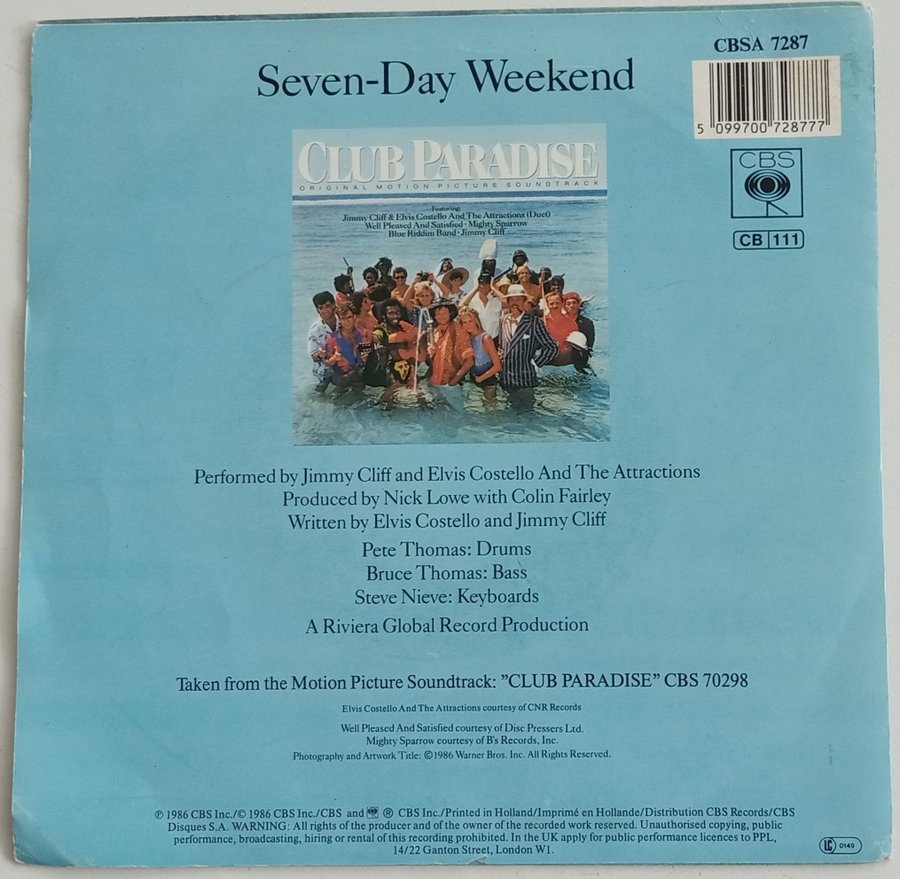 CBSA 7287
Seven-Day Weekend
5 099700 728777
CBS
CB 111
CLUB PARADISE
ORIGINAL MOTION PICTURE SOUNDTRACK
Featuring:
Jimmy Cliff & Elvis Costello And The Attractions (Duet)
Well Pleased And Satisfied · Mighty Sparrow
Blue Riddim Band · Jimmy Cliff
Performed by Jimmy Cliff and Elvis Costello And The Attractions
Produced by Nick Lowe with Colin Fairley
Written by Elvis Costello and Jimmy Cliff
Pete Thomas: Drums
Bruce Thomas: Bass
Steve Nieve: Keyboards
A Riviera Global Record Production
Taken from the Motion Picture Soundtrack: ”CLUB PARADISE” CBS 70298
Elvis Costello And The Attractions courtesy of CNR Records
Well Pleased And Satisfied courtesy of Disc Pressers Ltd.
Mighty Sparrow courtesy of B's Records, Inc.
Photography and Artwork Title: ©1986 Warner Bros. Inc. All Rights Reserved.
℗ 1986 CBS Inc./© 1986 CBS Inc./CBS and ® CBS Inc./Printed in Holland/Imprimé en Hollande/Distribution CBS Records/CBS
Disques S.A. WARNING: All rights of the producer and of the owner of the recorded work reserved. Unauthorised copying, public
performance, broadcasting, hiring or rental of this recording prohibited. In the UK apply for public performance licences to PPL,
14/22 Ganton Street, London W1.
LC 0149